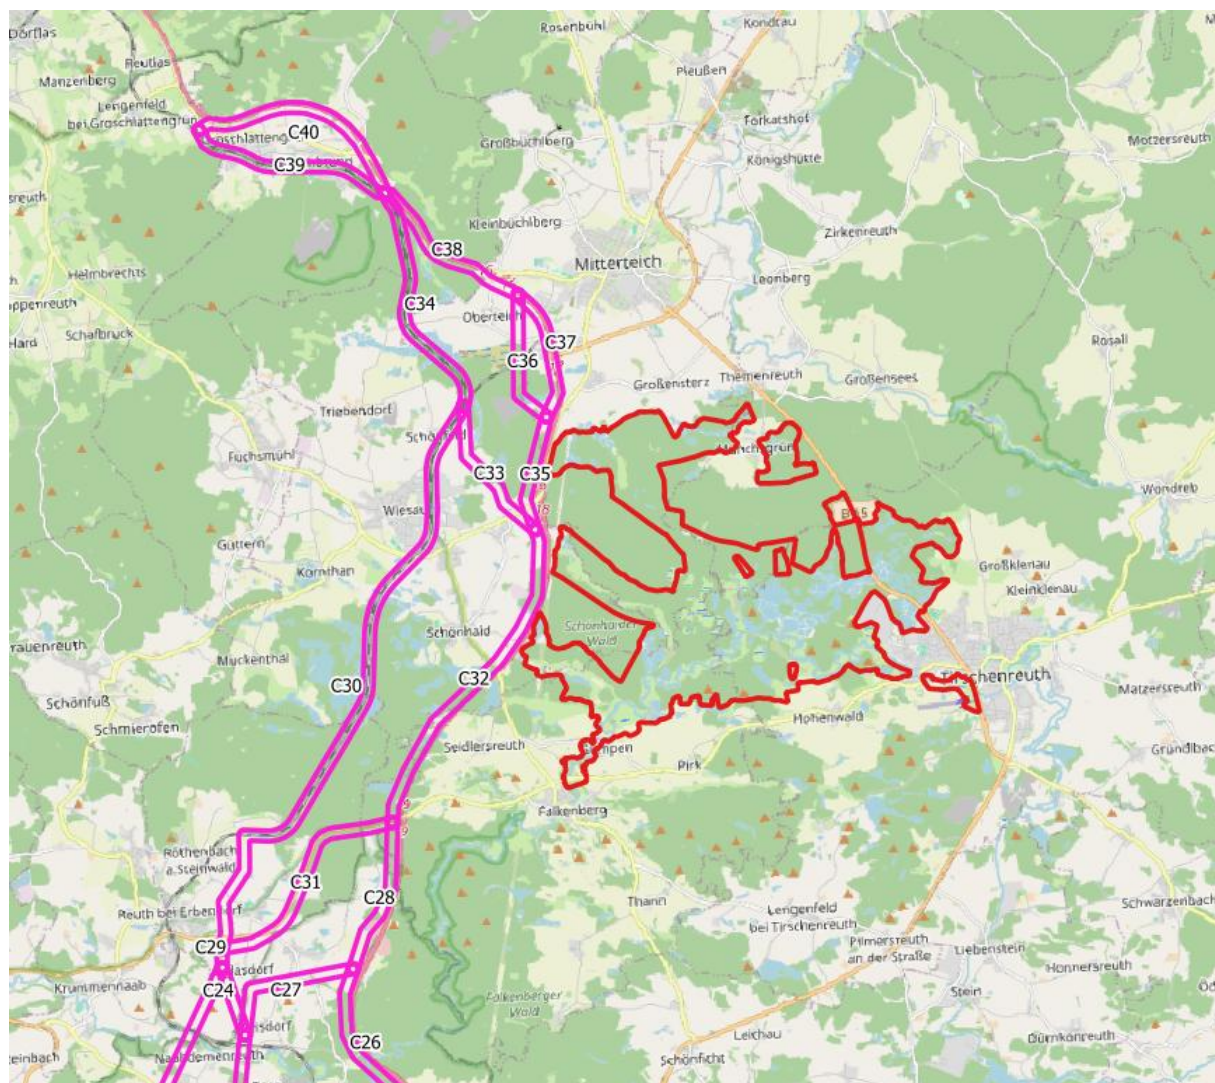 Rosenbühl
Kondrau
Dörflas
Reutlas
Pleußen
Manzenberg
Lengenfeld
bei Groschlattengrün
Forkatshof
C40
Großbüchlberg
Motzersreuth
Königshütte
C39
Kleinbüchlberg
Zirkenreuth
C38
Mitterteich
Helmbrechts
Leonberg
C34
Oberteich
Schafbruck
Hard
C37
Rosall
C36
Großensterz
Themenreuth
Großensees
Triebendorf
Schönfeld
Fuchsmühl
C33
C35
Wondreb
Wiesau
B 15
Güttern
Kornthan
Großklenau
Kleinklenau
Schönhaid
Schönhaider
Wald
Muckenthal
C32
Tirschenreuth
C30
Matzersreuth
Schönfuß
Hohenwald
Schmierofen
Seidlersreuth
Gumpen
Pirk
Falkenberg
Röthenbach
a.Steinwald
C31
C28
Thann
Reuth bei Erbendorf
Lengenfeld
bei Tirschenreuth
Schwarzenbach
C29
Pilmersreuth
an der Straße
Liebenstein
Honnersreuth
Krummennaab
C24
C27
Falkenberger
Wald
Stein
C26
Leichau
Dürnkonreuth
Schönficht